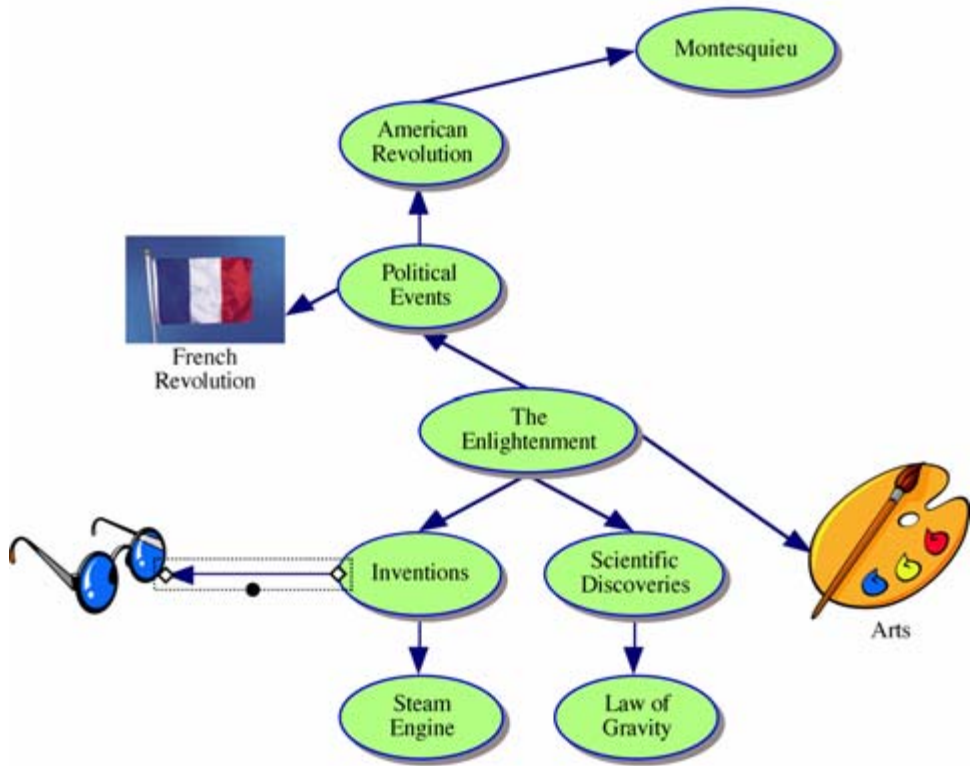 Montesquieu
American
Revolution
Political
Events
French
Revolution
The
Enlightenment
Inventions
Scientific
Discoveries
Arts
Steam
Engine
Law of
Gravity